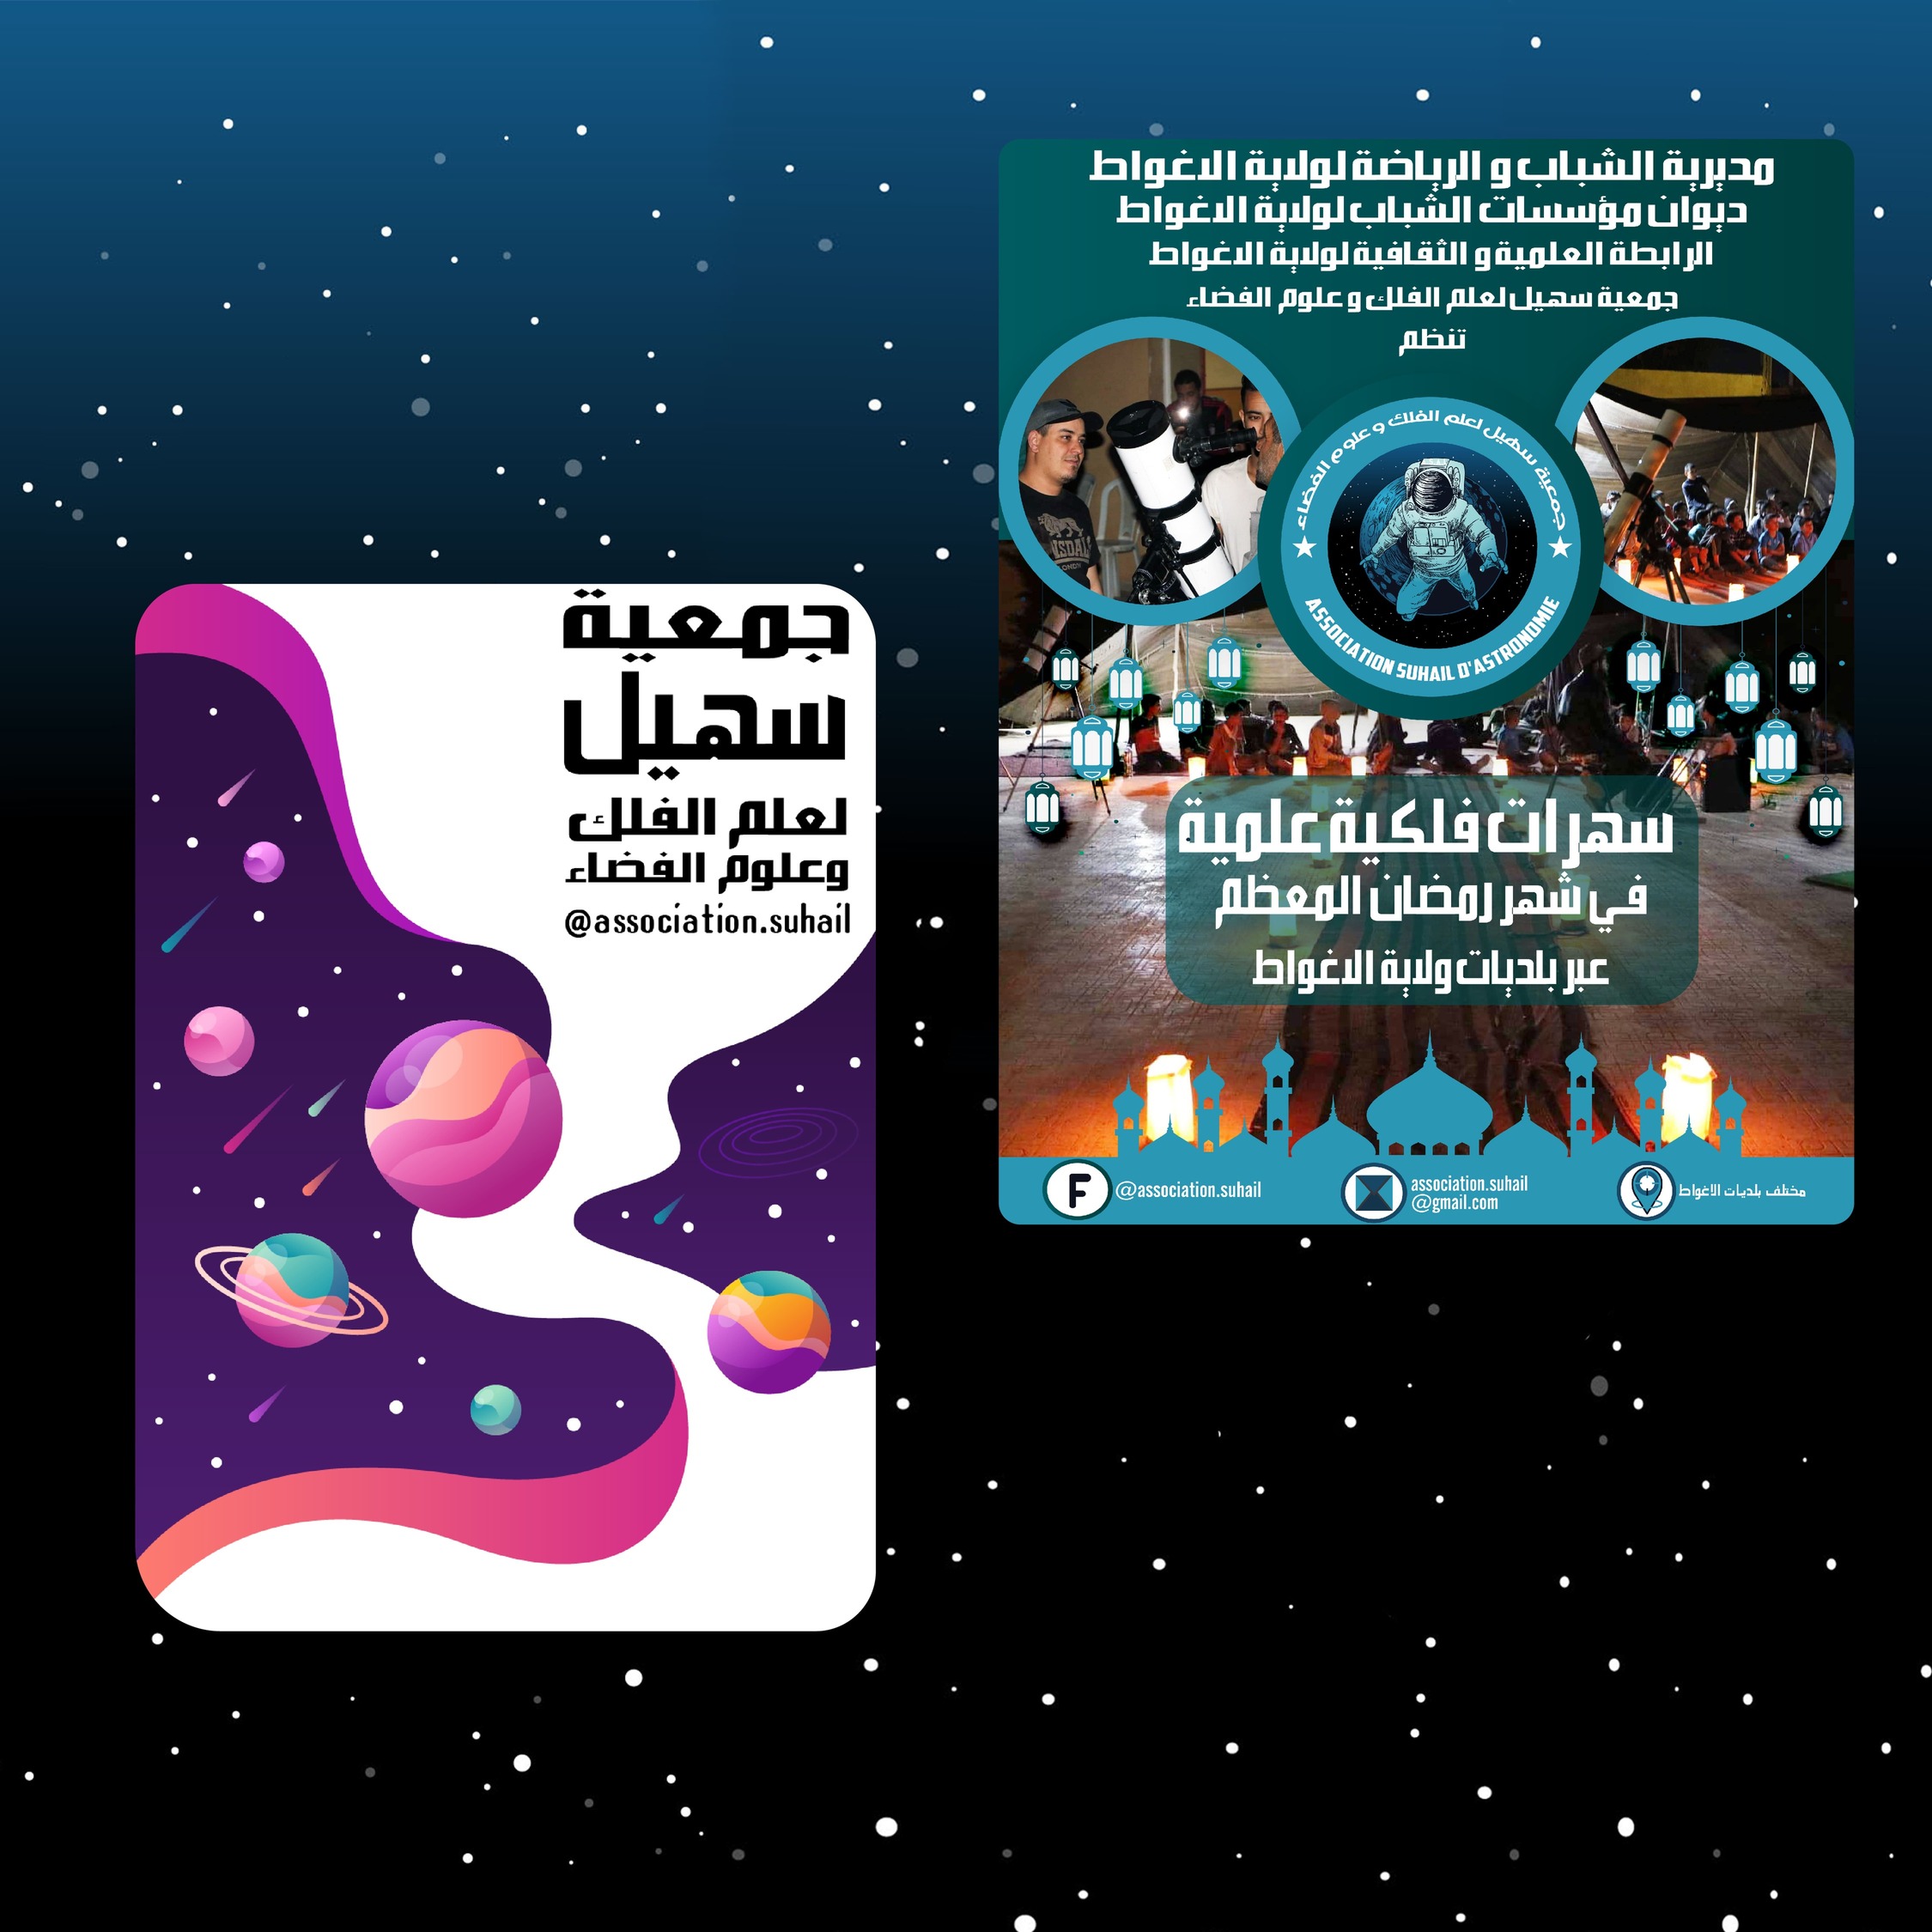 جمعية
سهيل
لعلم الفلك
وعلوم الفضاء
@association.suhail
مديرية الشباب و الرياضة لولاية الاغواط
ديوان مؤسسات الشباب لولاية الاغواط
الرابطة العلمية و الثقافية لولاية الاغواط
جمعية سهيل لعلم الفلك و علوم الفضاء
تنظم
جمعية سهيل لعلم الفلك و علوم الفضاء
ASSOCIATION SUHAIL D'ASTRONOMIE
سهرات فلكية علمية
في شهر رمضان المعظم
عبر بلديات ولاية الاغواط
F @association.suhail
association.suhail
@gmail.com
مختلف بلديات الاغواط